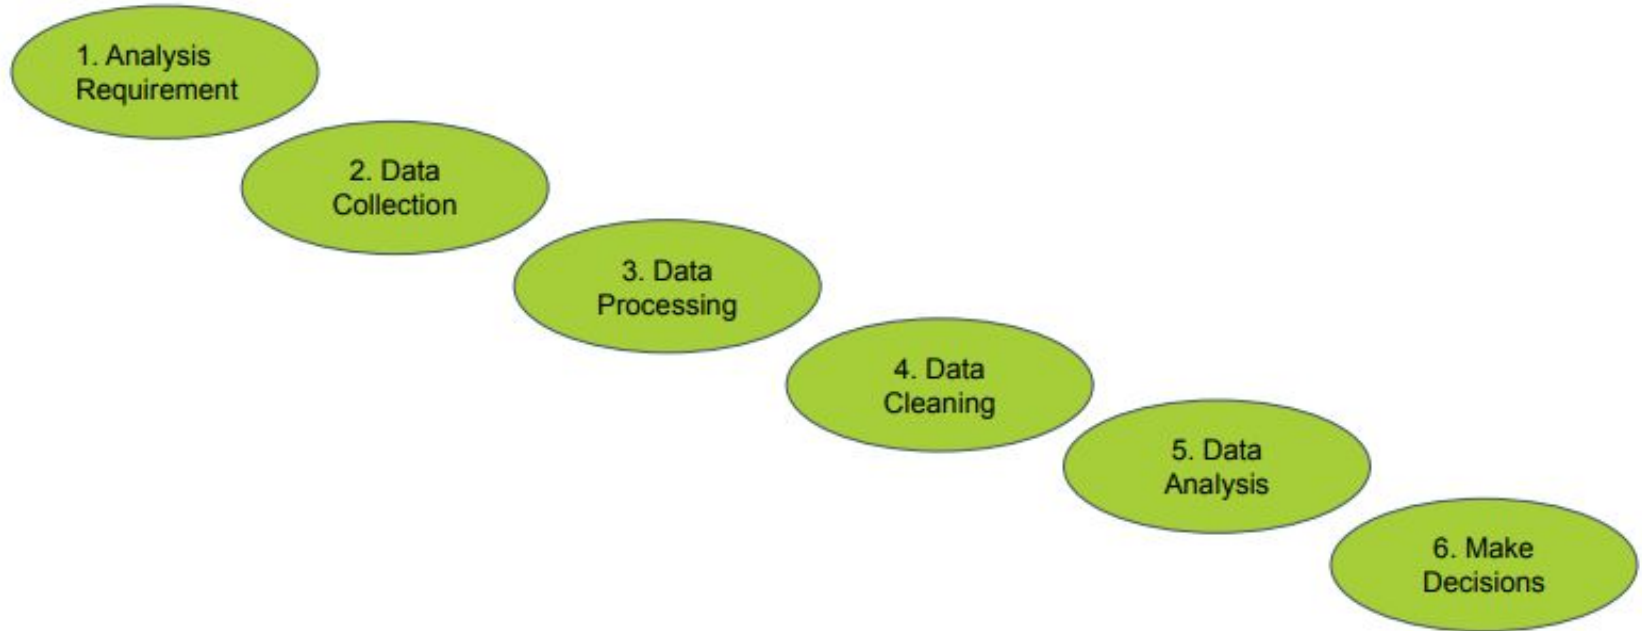 1. Analysis
Requirement
2. Data
Collection
3. Data
Processing
4. Data
Cleaning
5. Data
Analysis
6. Make
Decisions